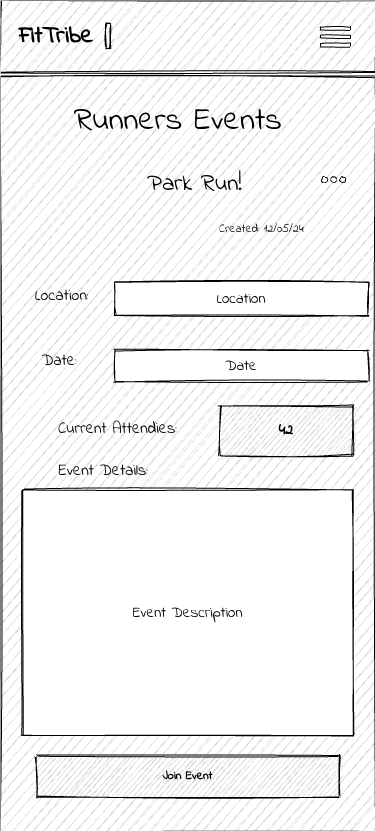 FitTribe
Runners Events
Park Run!
Created: 12/05/24
Location:
Location
Date:
Date
Current Attendies:
42
Event Details:
Event Description
Join Event